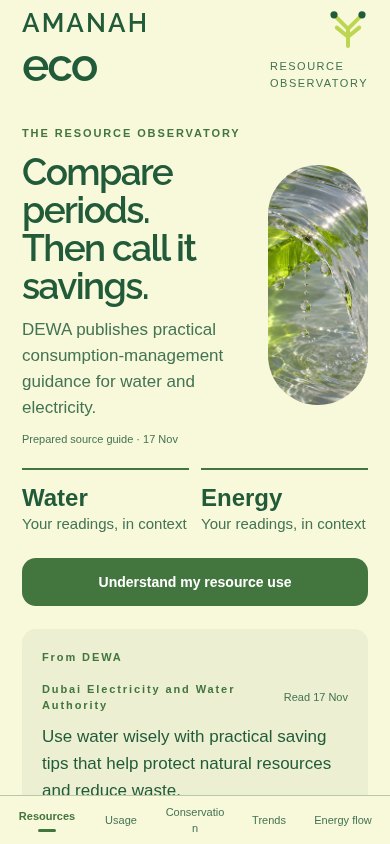 AMANAH
eco
RESOURCE
OBSERVATORY
THE RESOURCE OBSERVATORY
Compare
periods.
Then call it
savings.
DEWA publishes practical
consumption-management
guidance for water and
electricity.
Prepared source guide · 17 Nov
Water
Your readings, in context
Energy
Your readings, in context
Understand my resource use
From DEWA
Dubai Electricity and Water
Authority
Read 17 Nov
Use water wisely with practical saving
tips that help protect natural resources
and reduce waste.
Resources
Usage
Conservatio
n
Trends
Energy flow